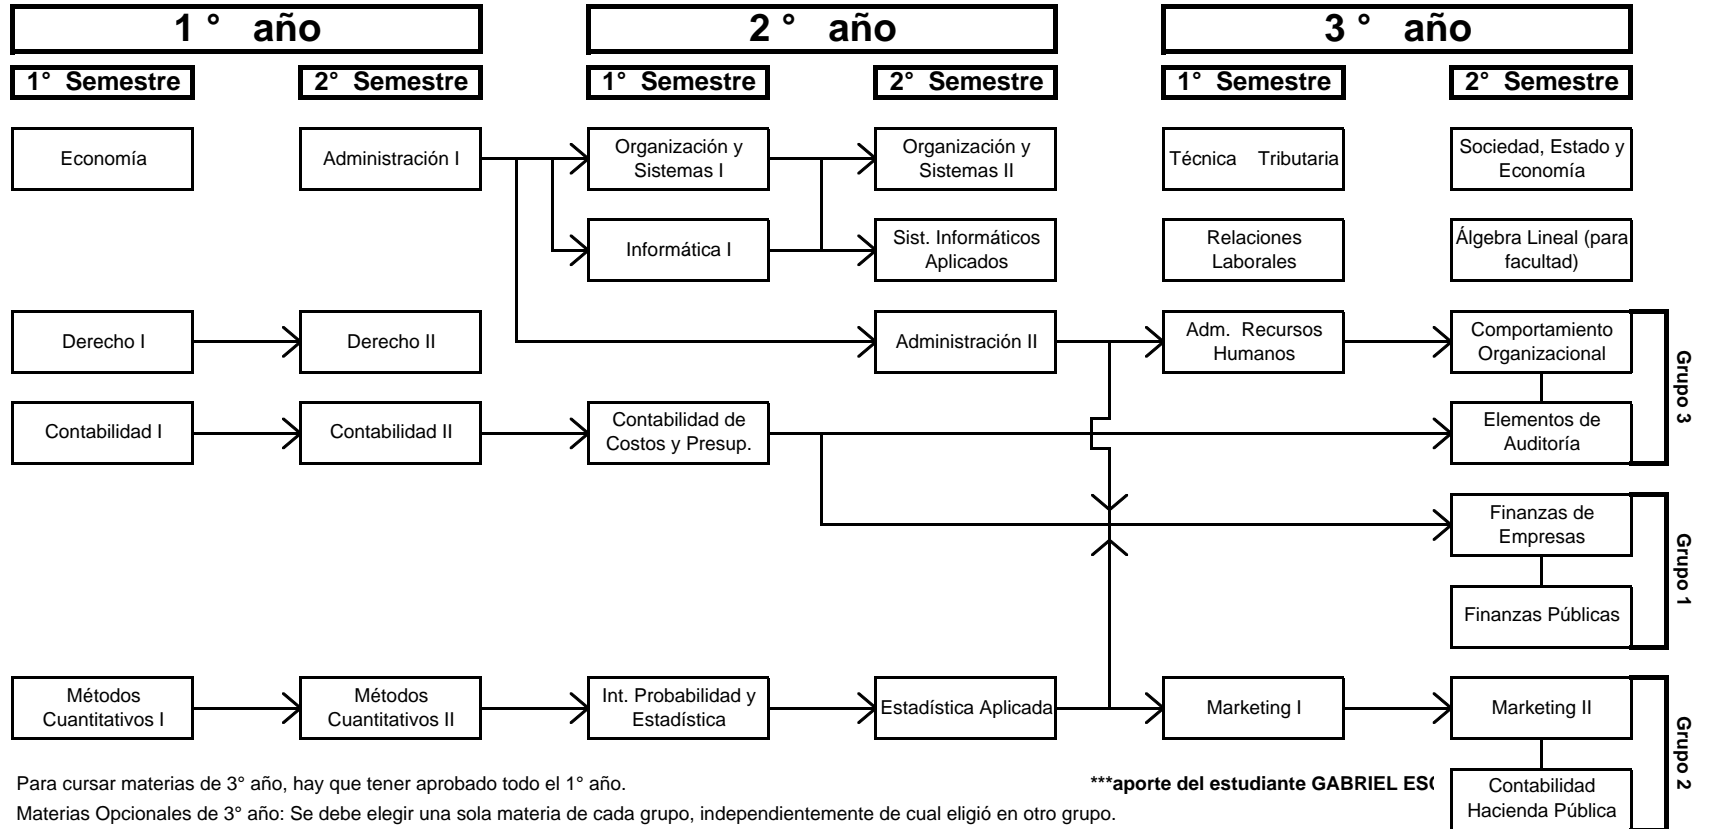 1 ° año
2 ° año
3 ° año
1° Semestre
2° Semestre
1° Semestre
2° Semestre
1° Semestre
2° Semestre
Economía
Administración I
Organización y
Sistemas I
Organización y
Sistemas II
Técnica Tributaria
Sociedad, Estado y
Economía
Informática I
Sist. Informáticos
Aplicados
Relaciones
Laborales
Álgebra Lineal (para
facultad)
Derecho I
Derecho II
Administración II
Adm. Recursos
Humanos
Comportamiento
Organizacional
Grupo 3
Contabilidad I
Contabilidad II
Contabilidad de
Costos y Presup.
Elementos de
Auditoría
Finanzas de
Empresas
Grupo 1
Finanzas Públicas
Métodos
Cuantitativos I
Métodos
Cuantitativos II
Int. Probabilidad y
Estadística
Estadística Aplicada
Marketing I
Marketing II
Grupo 2
Contabilidad
Hacienda Pública
Para cursar materias de 3° año, hay que tener aprobado todo el 1° año.
***aporte del estudiante GABRIEL
Materias Opcionales de 3° año: Se debe elegir una sola materia de cada grupo, independientemente de cual eligió en otro grupo.